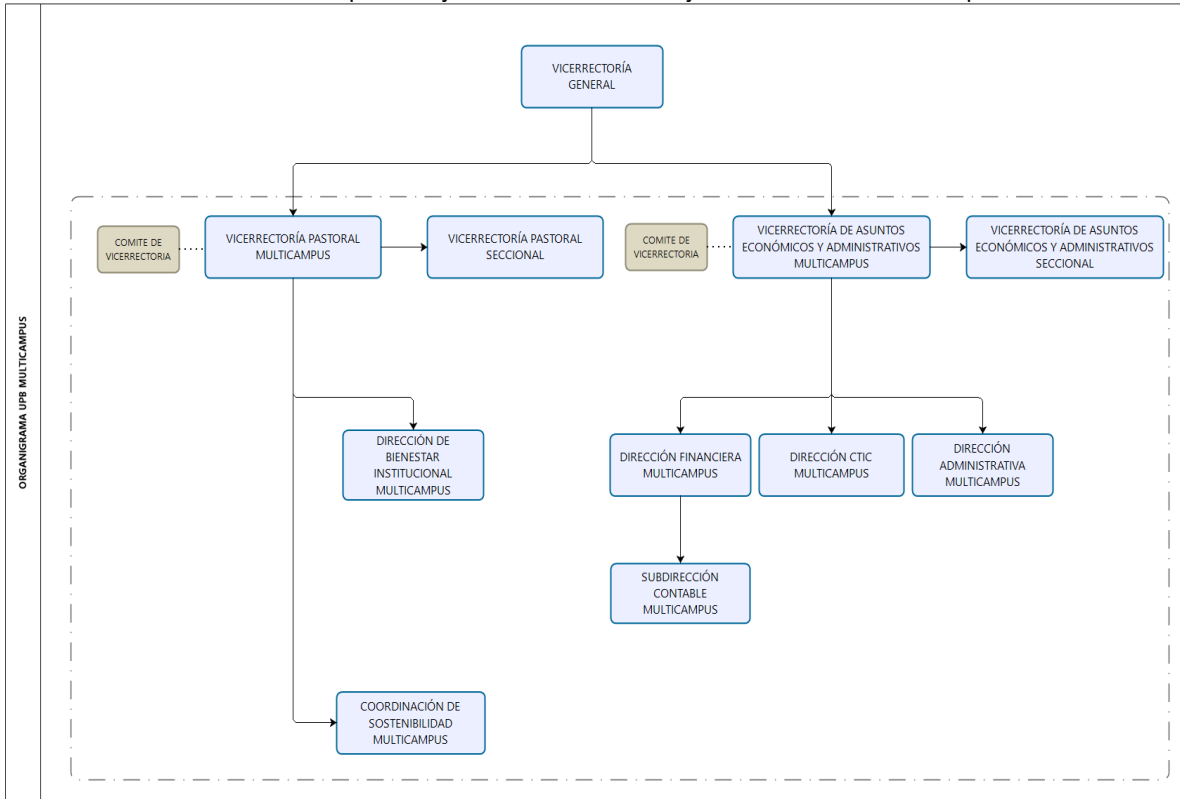 ORGANIGRAMA UPB MULTICAMPUS
VICERRECTORÍA
GENERAL
COMITE DE
VICERRECTORIA
VICERRECTORÍA PASTORAL
MULTICAMPUS
VICERRECTORÍA PASTORAL
SECCIONAL
COMITE DE
VICERRECTORIA
VICERRECTORÍA DE ASUNTOS
ECONÓMICOS Y ADMINISTRATIVOS
MULTICAMPUS
VICERRECTORÍA DE ASUNTOS
ECONÓMICOS Y ADMINISTRATIVOS
SECCIONAL
DIRECCIÓN DE
BIENESTAR
INSTITUCIONAL
MULTICAMPUS
DIRECCIÓN FINANCIERA
MULTICAMPUS
DIRECCIÓN CTIC
MULTICAMPUS
DIRECCIÓN
ADMINISTRATIVA
MULTICAMPUS
SUBDIRECCIÓN
CONTABLE
MULTICAMPUS
COORDINACIÓN DE
SOSTENIBILIDAD
MULTICAMPUS